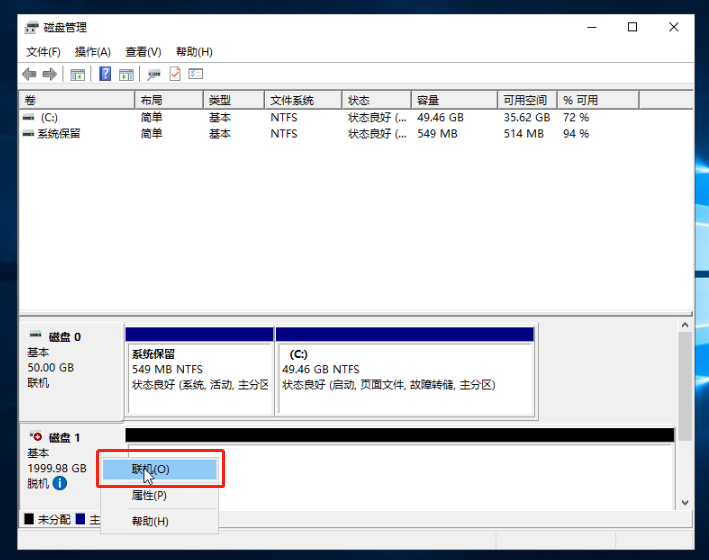 磁盘管理
文件(F) 操作(A) 查看(V) 帮助(H)
卷 布局 类型 文件系统 状态 容量 可用空间 % 可用
(C:) 简单 基本 NTFS 状态良好 (... 49.46 GB 35.62 GB 72 %
系统保留 简单 基本 NTFS 状态良好 (... 549 MB 514 MB 94 %
磁盘 0
基本
50.00 GB
联机
系统保留
549 MB NTFS
状态良好 (系统, 活动, 主分区
(C:)
49.46 GB NTFS
状态良好 (启动, 页面文件, 故障转储, 主分区)
磁盘 1
基本
1999.98 GB
脱机
联机(O)
属性(P)
帮助(H)
未分配 主